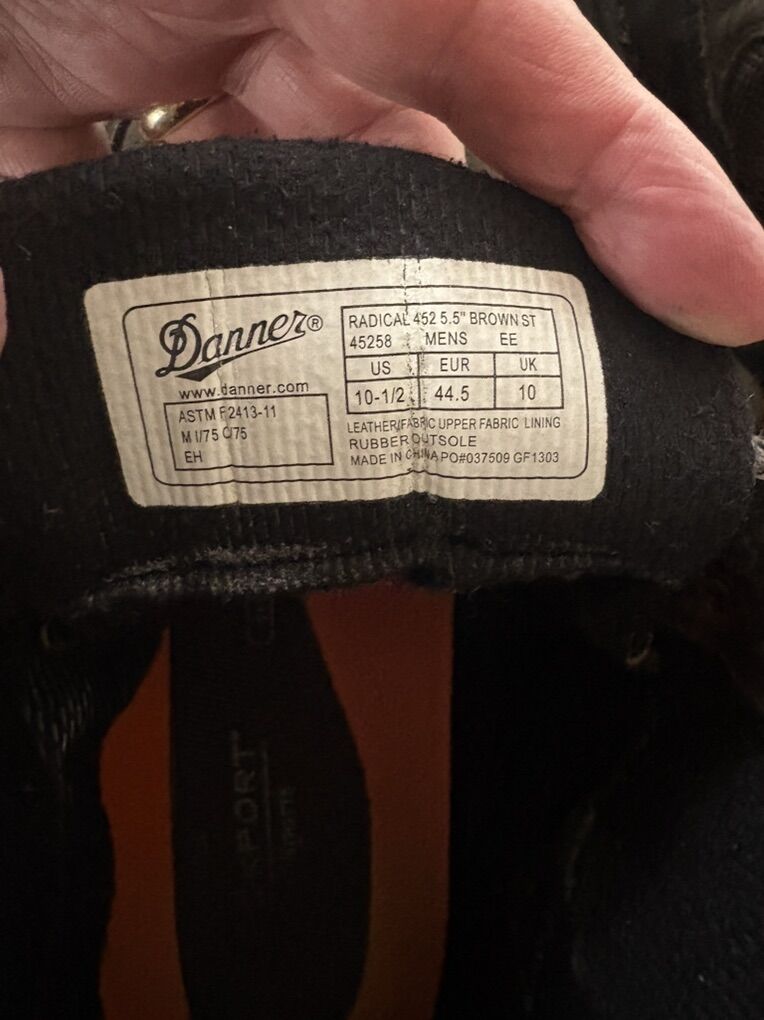 Danner®
www.danner.com
ASTM F2413-11
M I/75 C/75
EH
RADICAL 452 5.5" BROWN ST
45258 MENS EE
US EUR UK
10-1/2 44.5 10
LEATHER/FABRIC UPPER FABRIC LINING
RUBBER OUTSOLE
MADE IN CHINA PO#037509 GF1303